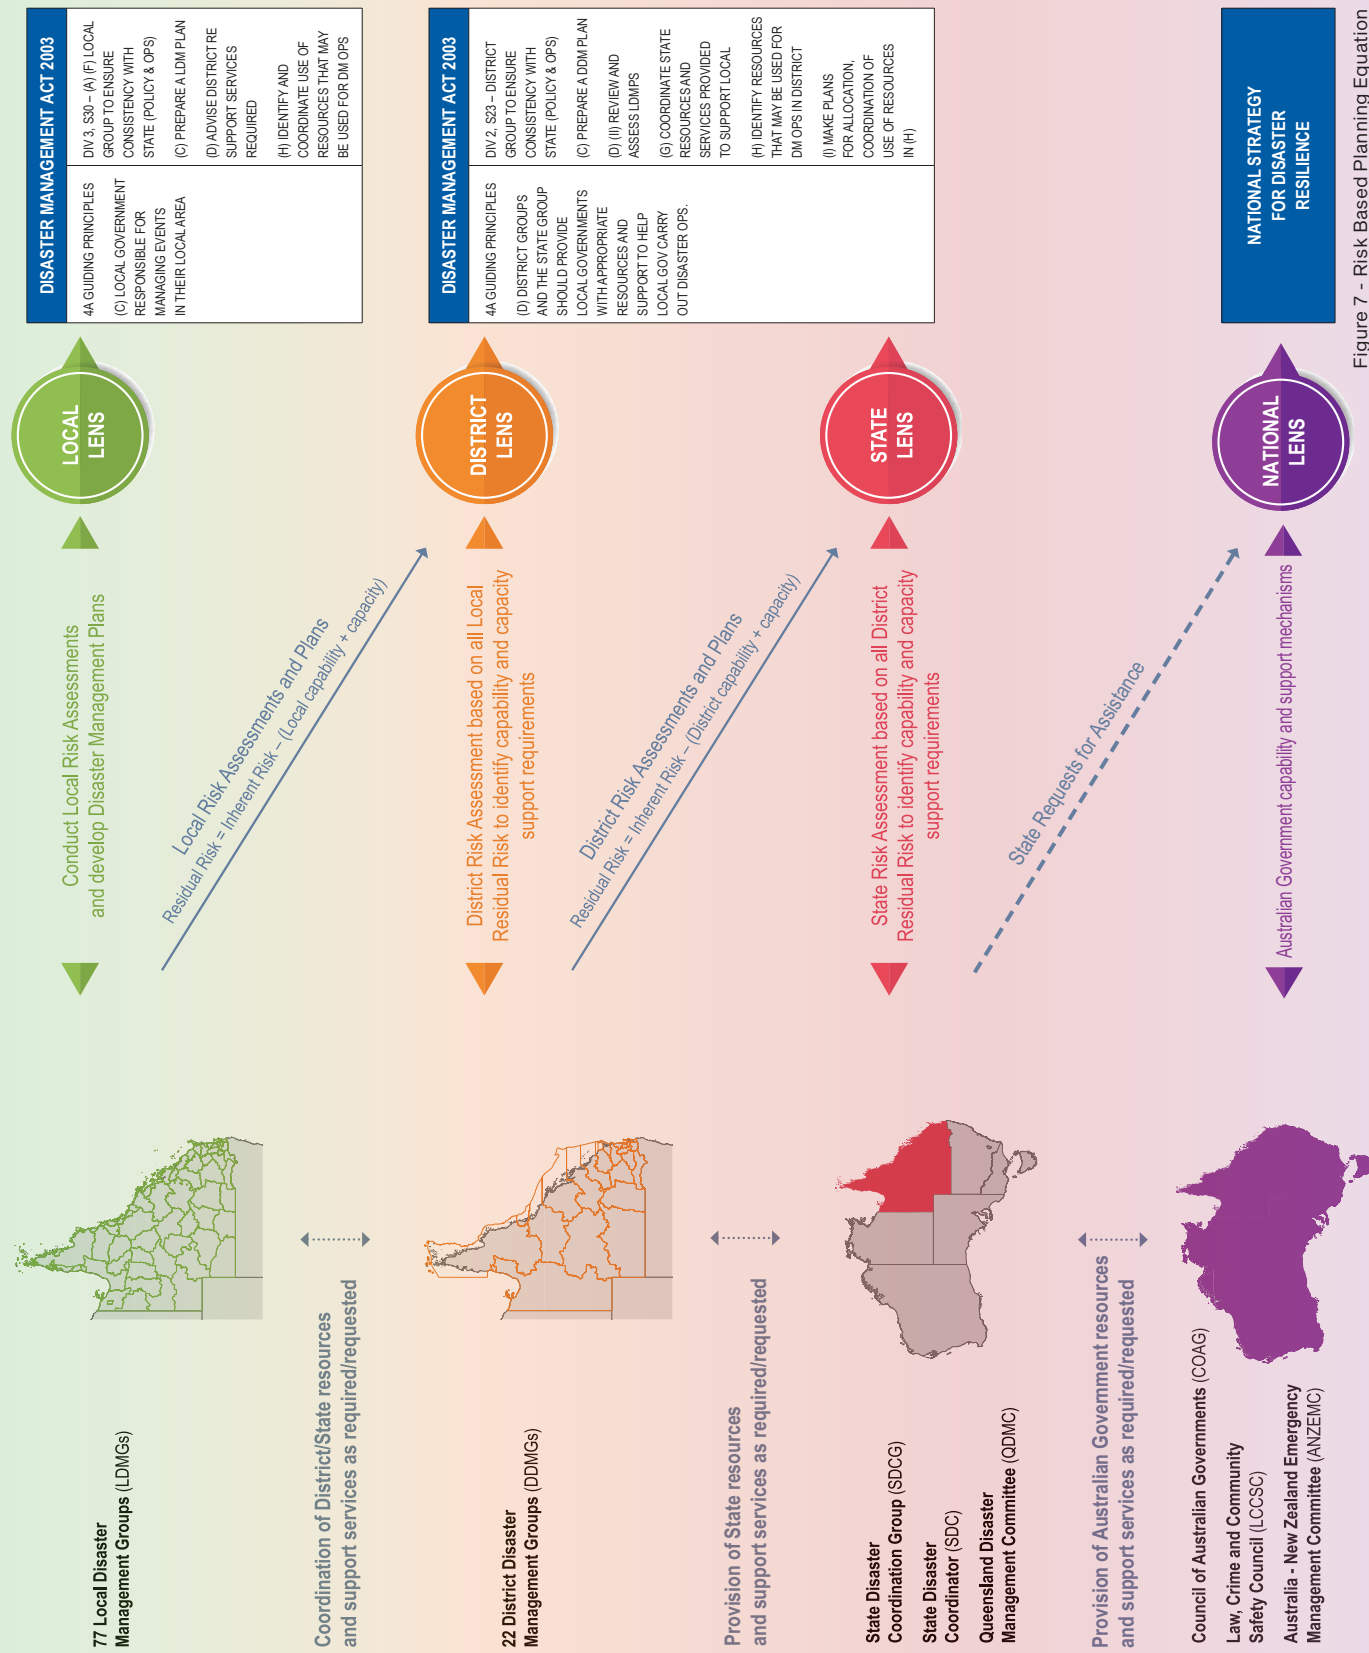 77 Local Disaster
Management Groups (LDMGs)
Conduct Local Risk Assessments
and develop Disaster Management Plans
LOCAL
LENS
DISASTER MANAGEMENT ACT 2003
4A GUIDING PRINCIPLES
(C) LOCAL GOVERNMENT
RESPONSIBLE FOR
MANAGING EVENTS
IN THEIR LOCAL AREA
DIV 3, S30 – (A) (F) LOCAL
GROUP TO ENSURE
CONSISTENCY WITH
STATE (POLICY & OPS)
(C) PREPARE A LDM PLAN
(D) ADVISE DISTRICT RE
SUPPORT SERVICES
REQUIRED
(H) IDENTIFY AND
COORDINATE USE OF
RESOURCES THAT MAY
BE USED FOR DM OPS
Coordination of District/State resources
and support services as required/requested
Local Risk Assessments and Plans
Residual Risk = Inherent Risk – (Local capability + capacity)
22 District Disaster
Management Groups (DDMGs)
District Risk Assessment based on all Local
Residual Risk to identify capability and capacity
support requirements
DISTRICT
LENS
DISASTER MANAGEMENT ACT 2003
4A GUIDING PRINCIPLES
(D) DISTRICT GROUPS
AND THE STATE GROUP
SHOULD PROVIDE
LOCAL GOVERNMENTS
WITH APPROPRIATE
RESOURCES AND
SUPPORT TO HELP
LOCAL GOV CARRY
OUT DISASTER OPS.
DIV 2, S23 – DISTRICT
GROUP TO ENSURE
CONSISTENCY WITH
STATE (POLICY & OPS)
(C) PREPARE A DDM PLAN
(D) (II) REVIEW AND
ASSESS LDMPS
(G) COORDINATE STATE
RESOURCES AND
SERVICES PROVIDED
TO SUPPORT LOCAL
(H) IDENTIFY RESOURCES
THAT MAY BE USED FOR
DM OPS IN DISTRICT
(I) MAKE PLANS
FOR ALLOCATION,
COORDINATION OF
USE OF RESOURCES
IN (H)
Provision of State resources
and support services as required/requested
District Risk Assessments and Plans
Residual Risk = Inherent Risk – (District capability + capacity)
State Disaster
Coordination Group (SDCG)
State Disaster
Coordinator (SDC)
Queensland Disaster
Management Committee (QDMC)
State Risk Assessment based on all District
Residual Risk to identify capability and capacity
support requirements
STATE
LENS
Provision of Australian Government resources
and support services as required/requested
State Requests for Assistance
Council of Australian Governments (COAG)
Law, Crime and Community
Safety Council (LCCSC)
Australia - New Zealand Emergency
Management Committee (ANZEMC)
Australian Government capability and support mechanisms
NATIONAL
LENS
NATIONAL STRATEGY
FOR DISASTER
RESILIENCE
Figure 7 - Risk Based Planning Equation